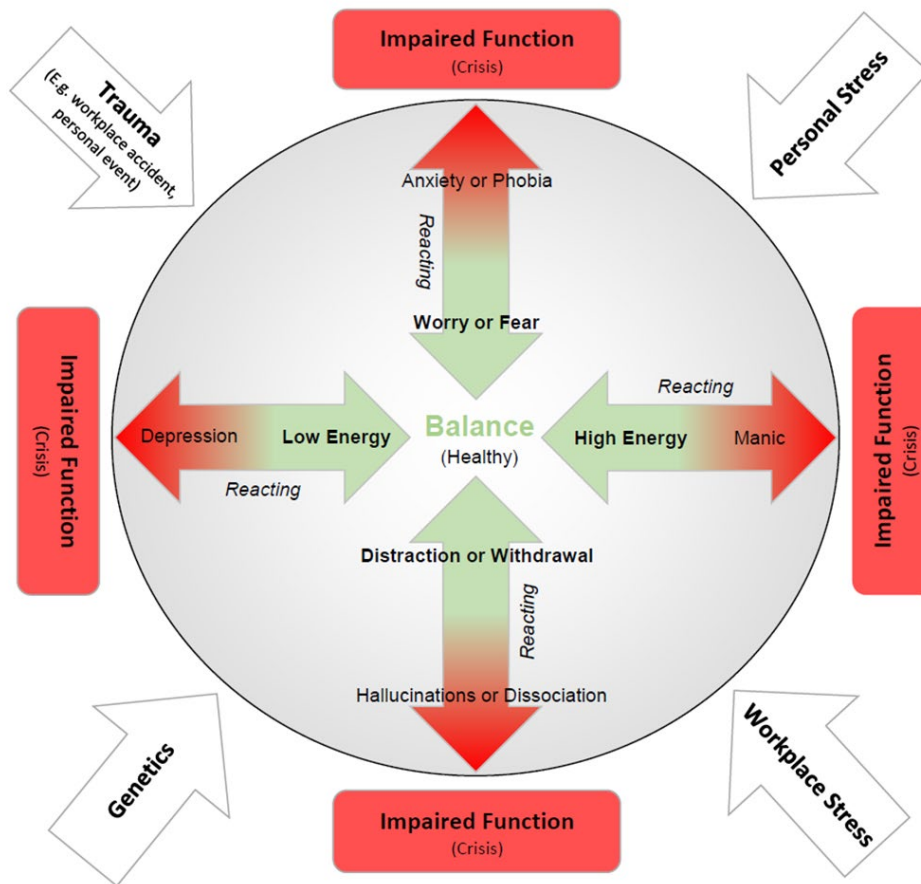 Impaired Function
(Crisis)
Trauma
(E.g. workplace accident,
personal event)
Personal Stress
Anxiety or Phobia
Reacting
Worry or Fear
Impaired Function
(Crisis)
Depression
Low Energy
Reacting
Balance
(Healthy)
Reacting
High Energy
Manic
Impaired Function
(Crisis)
Distraction or Withdrawal
Reacting
Hallucinations or Dissociation
Genetics
Workplace Stress
Impaired Function
(Crisis)